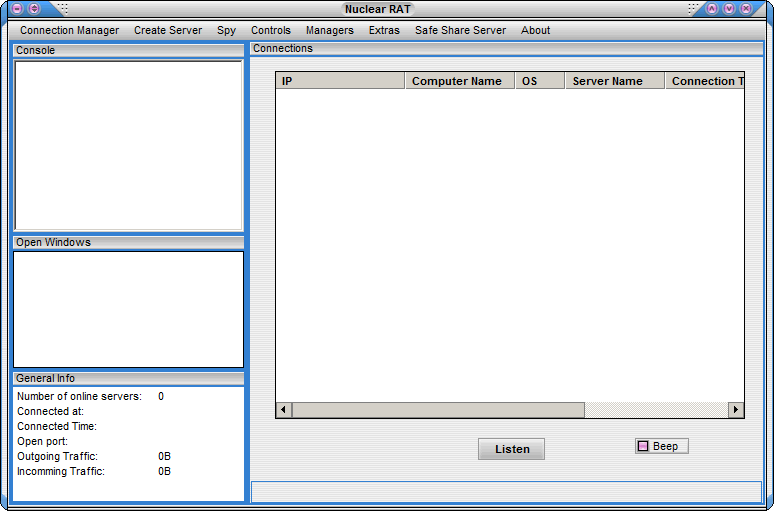 Nuclear RAT
Connection Manager Create Server Spy Controls Managers Extras Safe Share Server About
Console
Connections
IP Computer Name OS Server Name Connection T
Open Windows
General Info
Number of online servers: 0
Connected at:
Connected Time:
Open port:
Outgoing Traffic: 0B
Incomming Traffic: 0B
Listen
Beep